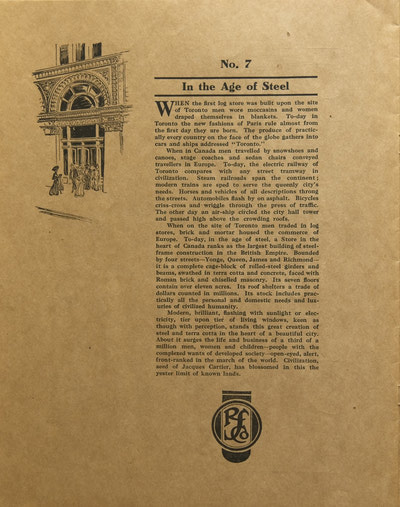 No. 7
In the Age of Steel
WHEN the first log store was built upon the site
of Toronto men wore moccasins and women
draped themselves in blankets. To-day in
Toronto the new fashions of Paris rule almost from
the first day they are born. The produce of practic-
ally every country on the face of the globe gathers into
cars and ships addressed "Toronto."
When in Canada men travelled by snowshoes and
canoes, stage coaches and sedan chairs conveyed
travellers in Europe. To-day, the electric railway of
Toronto compares with any street tramway in
civilization. Steam railroads span the continent;
modern trains are sped to serve the queenly city's
needs. Horses and vehicles of all descriptions throng
the streets. Automobiles flash by on asphalt. Bicycles
criss-cross and wriggle through the press of traffic.
The other day an air-ship circled the city hall tower
and passed high above the crowding roofs.
When on the site of Toronto men traded in log
stores, brick and mortar housed the commerce of
Europe. To-day, in the age of steel, a Store in the
heart of Canada ranks as the largest building of steel-
frame construction in the British Empire. Bounded
by four streets—Yonge, Queen, James and Richmond—
it is a complete cage-block of rolled-steel girders and
beams, swathed in terra cotta and concrete, faced with
Roman brick and chiselled masonry. Its seven floors
contain over eleven acres. Its roof shelters a trade of
dollars counted in millions. Its stock includes prac-
tically all the personal and domestic needs and lux-
uries of civilised humanity.
Modern, brilliant, flashing with sunlight or elec-
tricity, tier upon tier of living windows, keen as
though with perception, stands this great creation of
steel and terra cotta in the heart of a beautiful city.
About it surges the life and business of a third of a
million men, women and children—people with the
complexed wants of developed society—open-eyed, alert,
front-ranked in the march of the world. Civilization,
seed of Jacques Cartier, has blossomed in this the
yester limit of known lands.